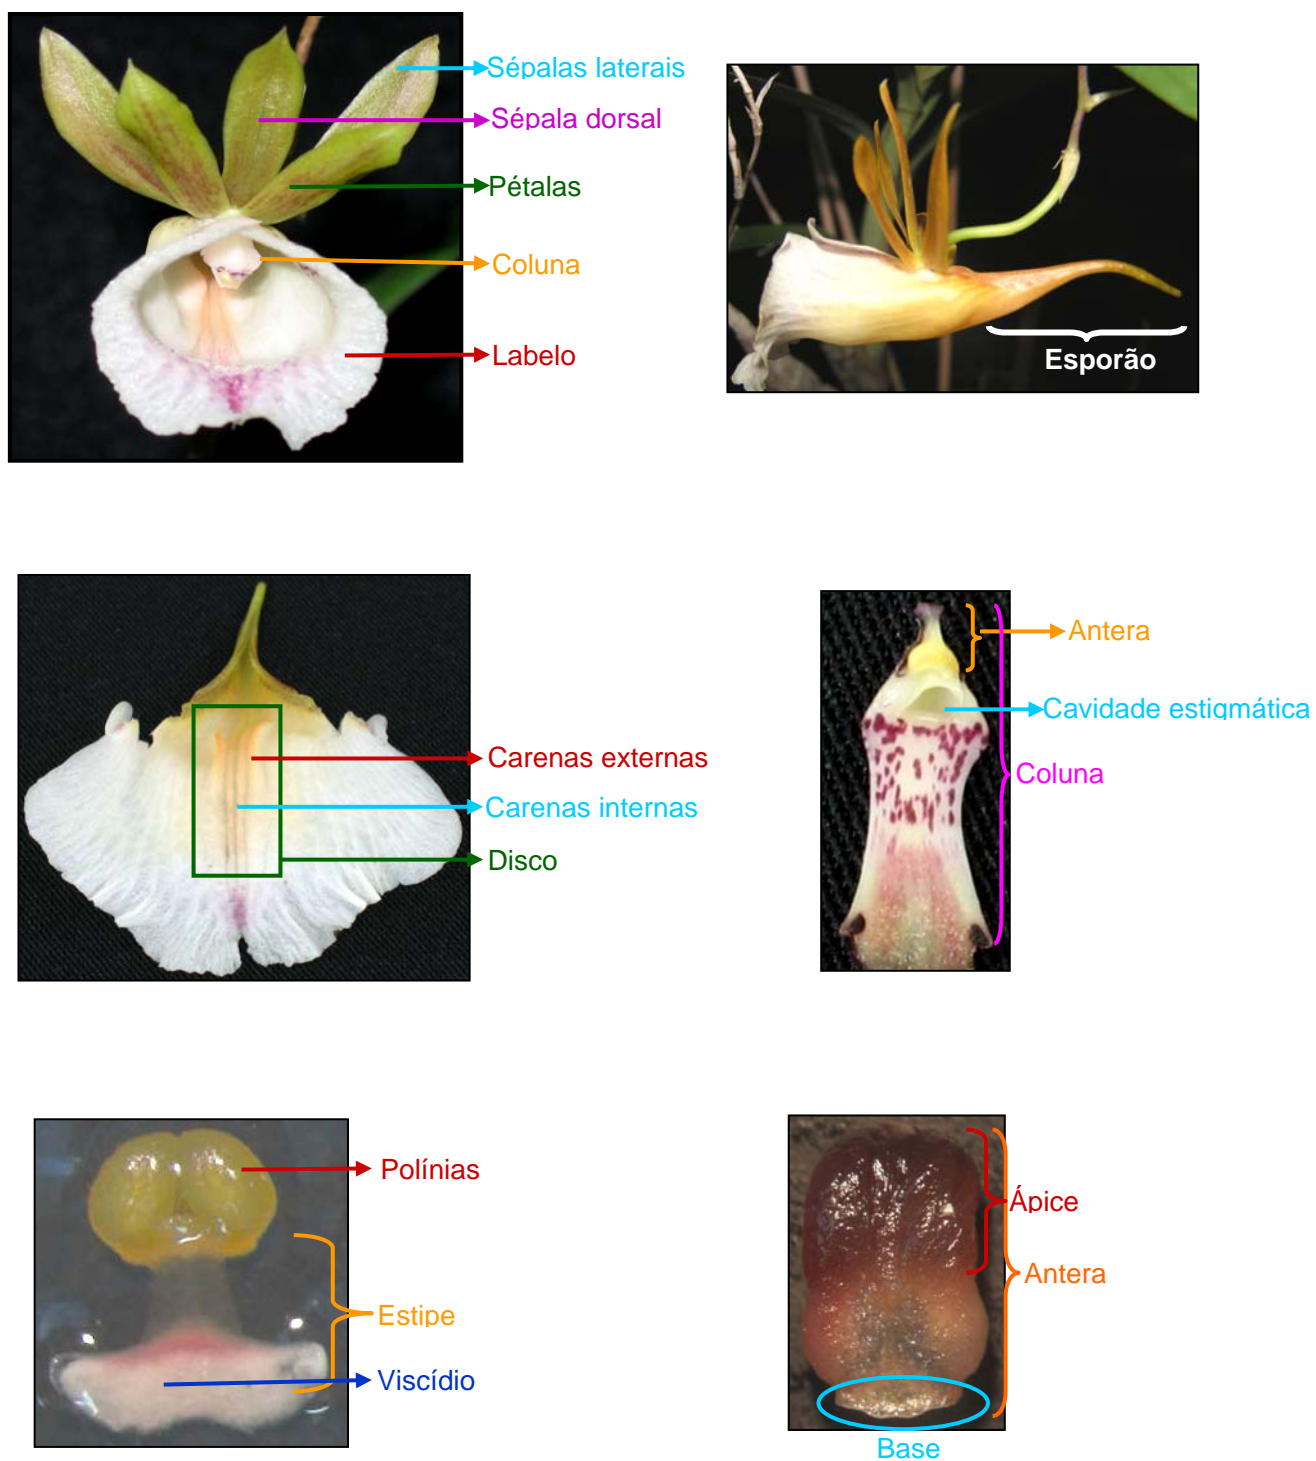 Sépalas laterais
Sépala dorsal
Pétalas
Coluna
Labelo
Esporão
Carenas externas
Carenas internas
Disco
Antera
Cavidade estigmática
Coluna
Polínias
Estipe
Viscídio
Ápice
Antera
Base